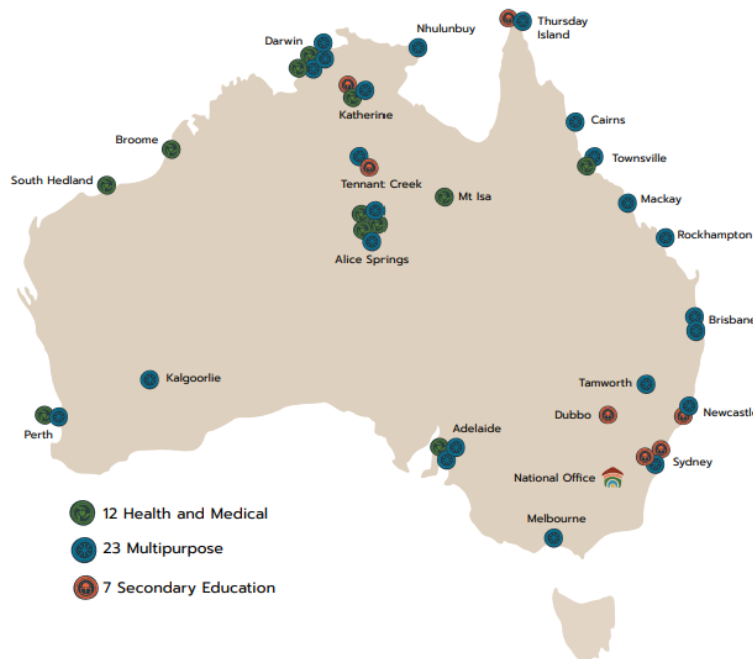 Nhulunbuy
Thursday
Island
Darwin
Katherine
Cairns
Broome
Townsville
South Hedland
Tennant Creek
Mt Isa
Mackay
Rockhampton
Alice Springs
Brisbane
Kalgoorlie
Tamworth
Dubbo
Newcastle
Perth
Adelaide
Sydney
National Office
Melbourne
12 Health and Medical
23 Multipurpose
7 Secondary Education